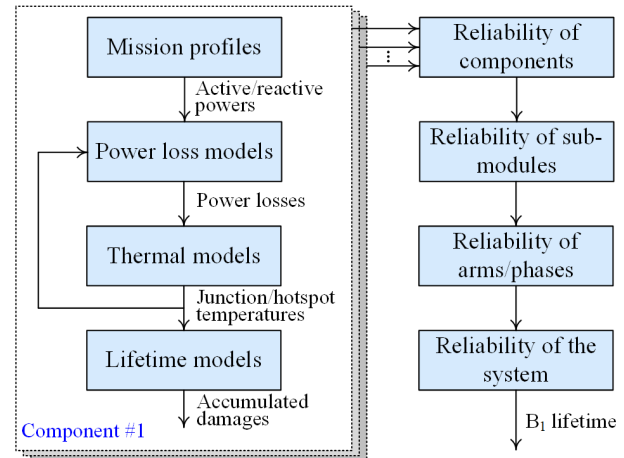 Mission profiles
Active/reactive
powers
Power loss models
Power losses
Thermal models
Junction/hotspot
temperatures
Lifetime models
Accumulated
damages
Component #1
Reliability of
components
Reliability of sub-
modules
Reliability of
arms/phases
Reliability of the
system
B1 lifetime